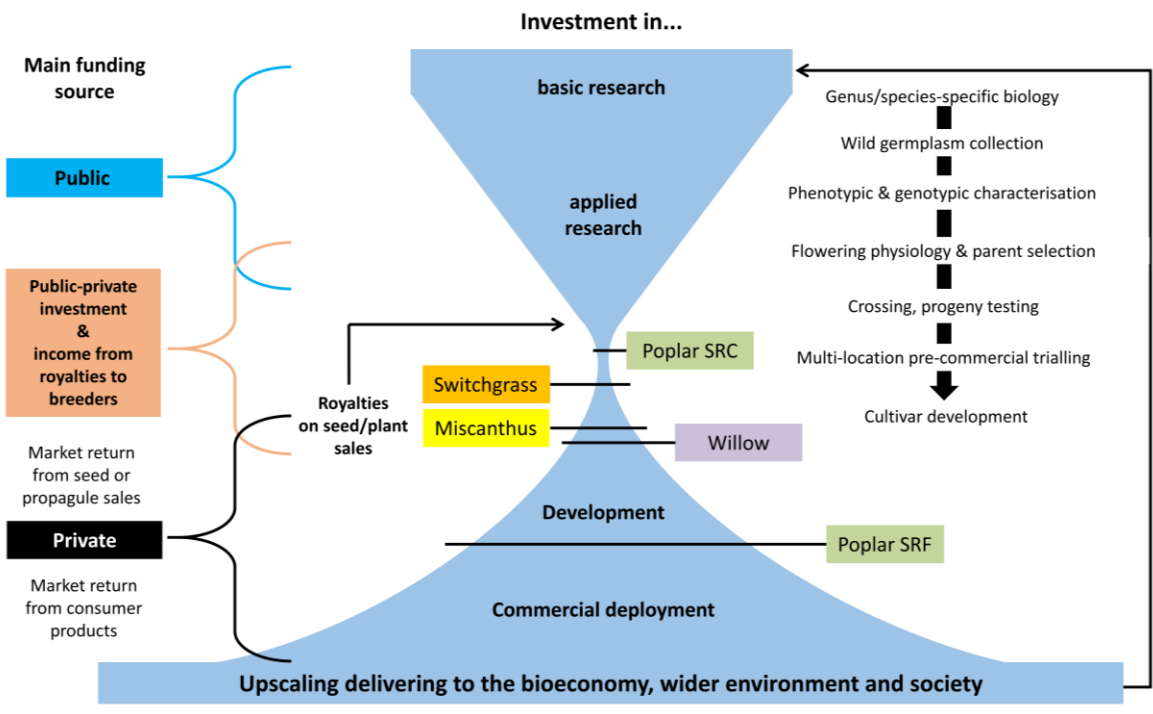 Investment in...
Main funding
source
Public
Public-private
investment
&
income from
royalties to
breeders
Market return
from seed or
propagule sales
Private
Market return
from consumer
products
Royalties
on seed/plant
sales
basic research
applied
research
Poplar SRC
Switchgrass
Miscanthus
Willow
Development
Poplar SRF
Commercial deployment
Upscaling delivering to the bioeconomy, wider environment and society
Genus/species-specific biology
Wild germplasm collection
Phenotypic & genotypic characterisation
Flowering physiology & parent selection
Crossing, progeny testing
Multi-location pre-commercial trialling
Cultivar development